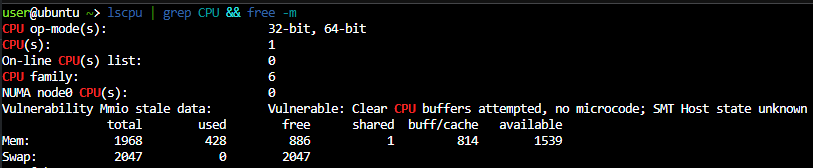 user@ubuntu ~> lscpu | grep CPU && free -m
CPU op-mode(s):                     32-bit, 64-bit
CPU(s):                             1
On-line CPU(s) list:                0
CPU family:                         6
NUMA node0 CPU(s):                  0
Vulnerability Mmio stale data:      Vulnerable: Clear CPU buffers attempted, no microcode; SMT Host state unknown
               total        used        free      shared  buff/cache   available
Mem:            1968         428         886           1         814        1539
Swap:           2047           0        2047